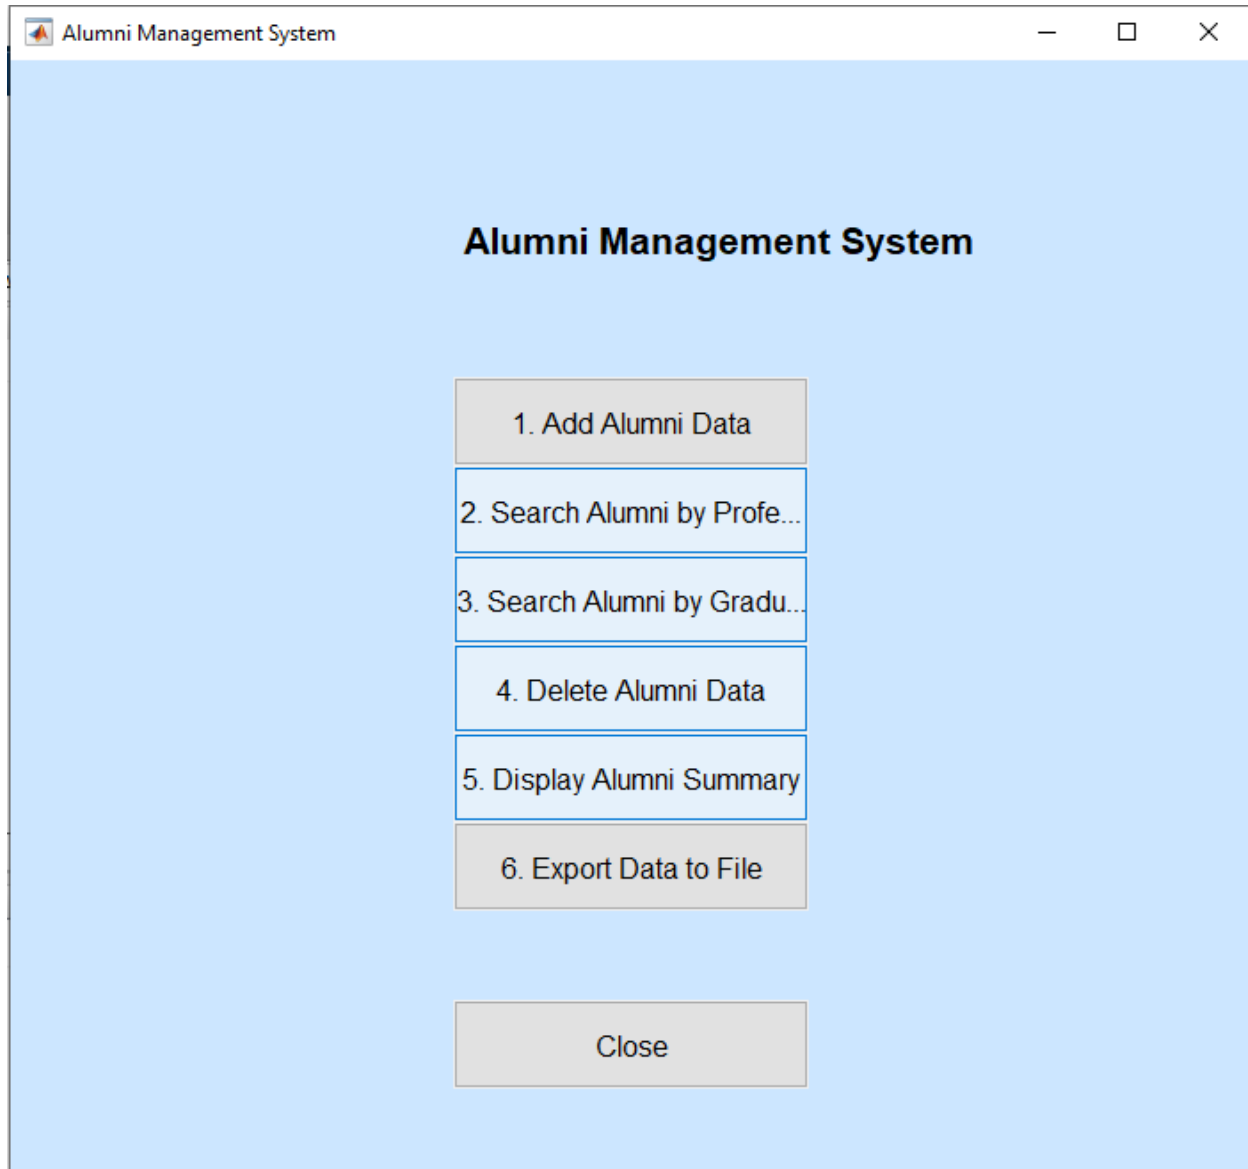 Alumni Management System
Alumni Management System
1. Add Alumni Data
2. Search Alumni by Profe...
3. Search Alumni by Gradu...
4. Delete Alumni Data
5. Display Alumni Summary
6. Export Data to File
Close